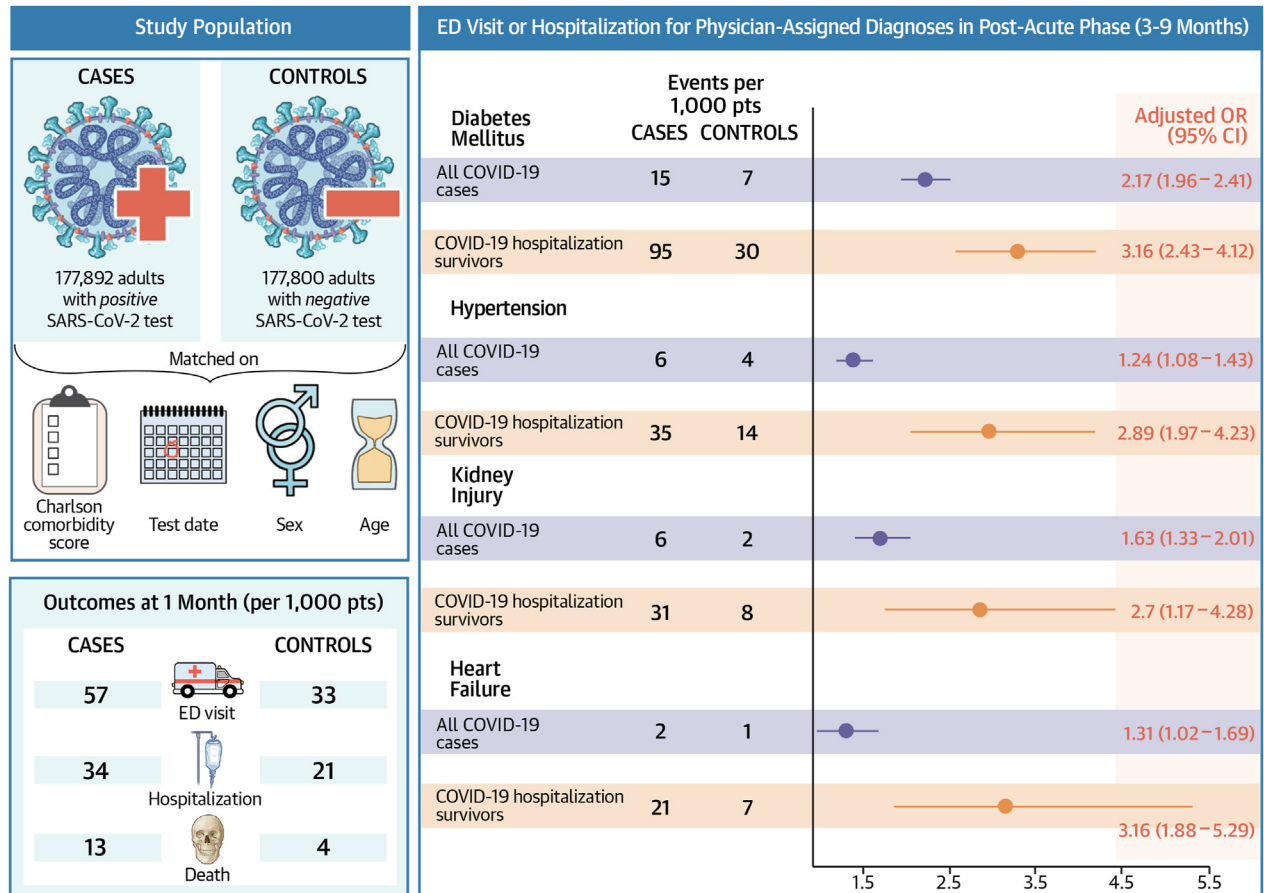 Study Population
CASES
CONTROLS
177,892 adults
with positive
SARS-CoV-2 test
177,800 adults
with negative
SARS-CoV-2 test
Matched on
Charlson
comorbidity
score
Test date
Sex
Age
Outcomes at 1 Month (per 1,000 pts)
CASES
CONTROLS
57
ED visit
33
34
Hospitalization
21
13
Death
4
ED Visit or Hospitalization for Physician-Assigned Diagnoses in Post-Acute Phase (3-9 Months)
Events per
1,000 pts
CASES CONTROLS
Adjusted OR
(95% CI)
Diabetes
Mellitus
All COVID-19
cases
15 7 2.17 (1.96–2.41)
COVID-19 hospitalization
survivors
95 30 3.16 (2.43–4.12)
Hypertension
All COVID-19
cases
6 4 1.24 (1.08–1.43)
COVID-19 hospitalization
survivors
35 14 2.89 (1.97–4.23)
Kidney
Injury
All COVID-19
cases
6 2 1.63 (1.33–2.01)
COVID-19 hospitalization
survivors
31 8 2.7 (1.17–4.28)
Heart
Failure
All COVID-19
cases
2 1 1.31 (1.02–1.69)
COVID-19 hospitalization
survivors
21 7 3.16 (1.88–5.29)
1.5 2.5 3.5 4.5 5.5